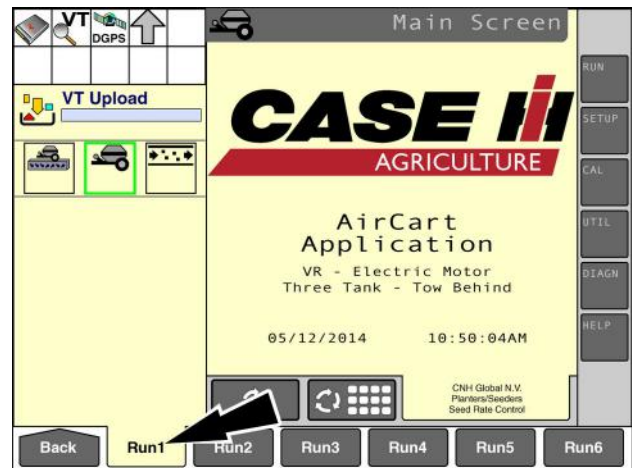 VT
DGPS
Main Screen
VT Upload
CASE IH
AGRICULTURE
AirCart
Application
VR - Electric Motor
Three Tank - Tow Behind
05/12/2014 10:50:04AM
CNH Global N.V.
Planters/Seeders
Seed Rate Control
RUN
SETUP
CAL
UTIL
DIAGN
HELP
Back Run1 Run2 Run3 Run4 Run5 Run6